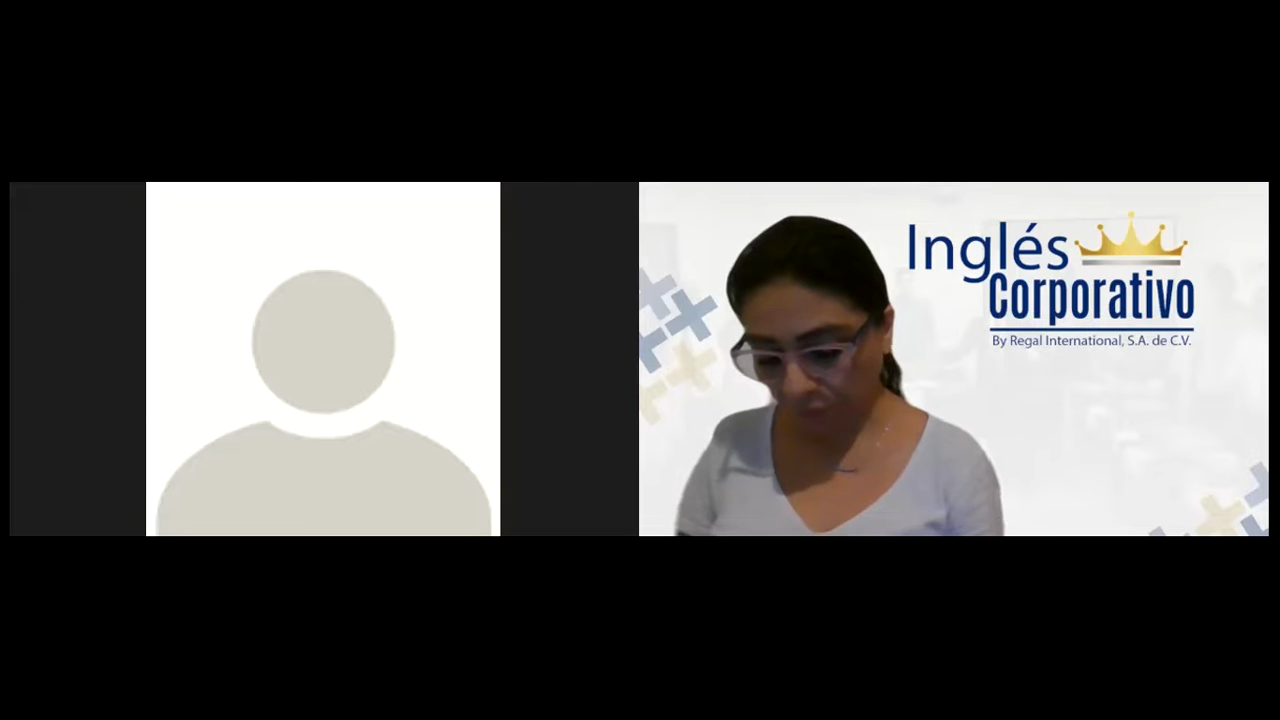 Inglés
Corporativo
By Regal International, S.A. de C.V.